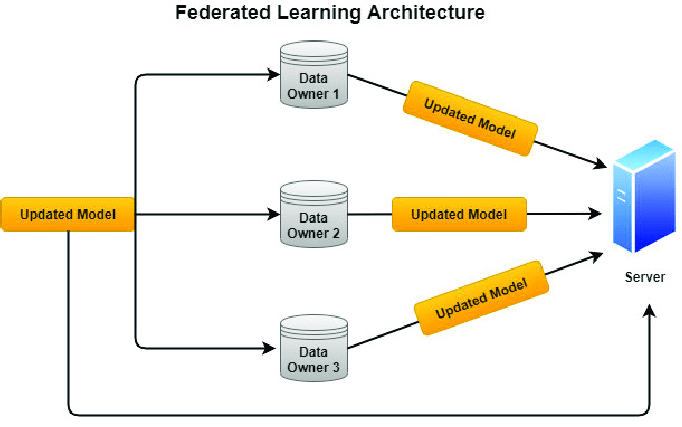 Federated Learning Architecture
Data
Owner 1
Updated Model
Updated Model
Data
Owner 2
Updated Model
Server
Updated Model
Data
Owner 3